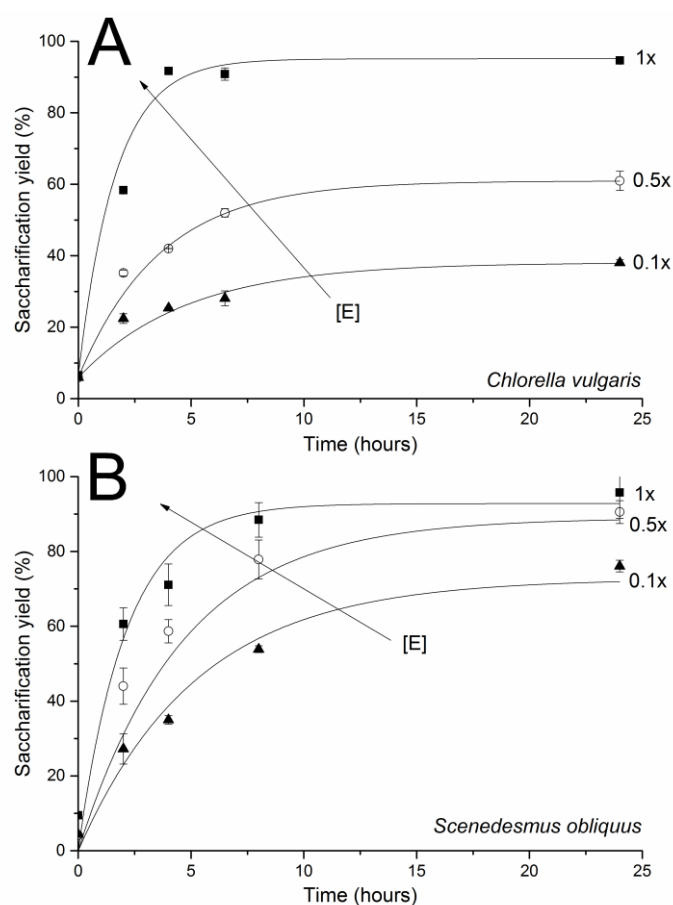 A
Saccharification yield (%)
100
80
60
40
20
0
1x
0.5x
0.1x
[E]
Chlorella vulgaris
0
5
10
15
20
25
Time (hours)
B
Saccharification yield (%)
100
80
60
40
20
0
1x
0.5x
0.1x
[E]
Scenedesmus obliquus
0
5
10
15
20
25
Time (hours)